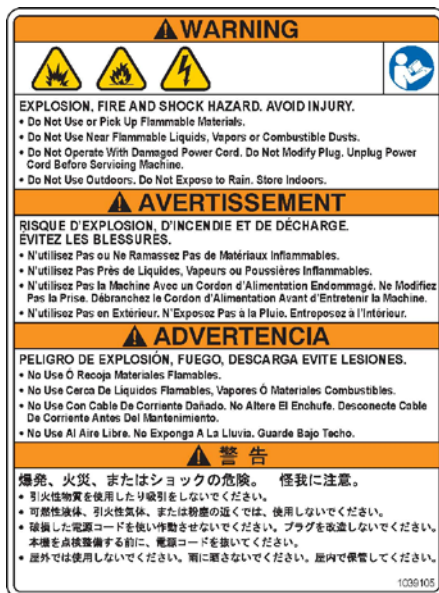 WARNING
EXPLOSION, FIRE AND SHOCK HAZARD. AVOID INJURY.
• Do Not Use or Pick Up Flammable Materials.
• Do Not Use Near Flammable Liquids, Vapors or Combustible Dusts.
• Do Not Operate With Damaged Power Cord. Do Not Modify Plug. Unplug Power
Cord Before Servicing Machine.
• Do Not Use Outdoors. Do Not Expose to Rain. Store Indoors.
AVERTISSEMENT
RISQUE D'EXPLOSION, D'INCENDIE ET DE DÉCHARGE.
ÉVITEZ LES BLESSURES.
• N'utilisez Pas ou Ne Ramassez Pas de Matériaux Inflammables.
• N'utilisez Pas Près de Liquides, Vapeurs ou Poussières Inflammables.
• N'utilisez Pas la Machine Avec un Cordon d'Alimentation Endommagé. Ne Modifiez
Pas la Prise. Débranchez le Cordon d'Alimentation Avant d'Entretenir la Machine.
• N'utilisez Pas en Extérieur. N'Exposez Pas à la Pluie. Entreposez à l'Intérieur.
ADVERTENCIA
PELIGRO DE EXPLOSIÓN, FUEGO, DESCARGA EVITE LESIONES.
• No Use Ó Recoja Materiales Flamables.
• No Use Cerca De Líquidos Flamables, Vapores Ó Materiales Combustibles.
• No Use Con Cable De Corriente Dañado. No Altere El Enchufe. Desconecte Cable
De Corriente Antes Del Mantenimiento.
• No Use Al Aire Libre. No Exponga A La Lluvia. Guarde Bajo Techo.
警告
爆発、火災、またはショックの危険。 怪我に注意。
• 引火性物質を使用したり吸引をしないでください。
• 可燃性液体、引火性気体、または粉塵の近くでは、使用しないでください。
• 破損した電源コードを使い作動させないでください。プラグを改造しないでください。
本機を点検整備する前に、電源コードを抜いてください。
• 屋外では使用しないでください。雨に晒さないでください。屋内で保管してください。
1039105